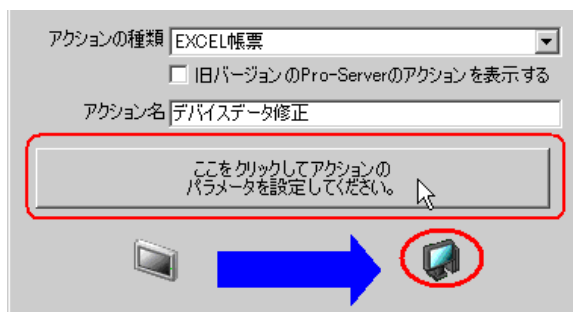 アクションの種類 EXCEL帳票
旧バージョンのPro-Serverのアクションを表示する
アクション名 デバイスデータ修正
ここをクリックしてアクションの
パラメータを設定してください。